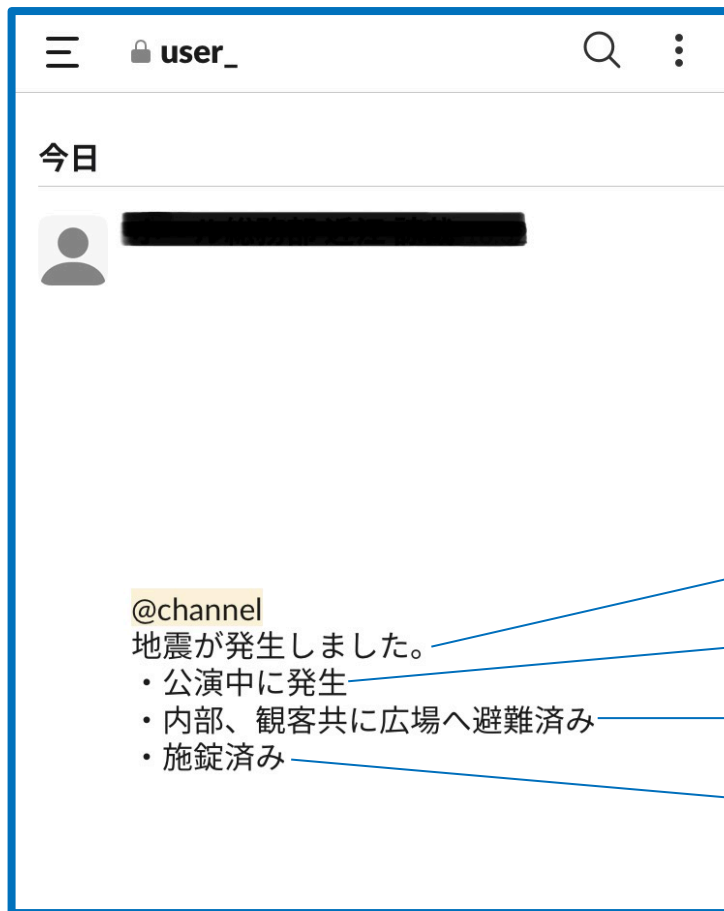 user_
今日
@channel
地震が発生しました。
・公演中に発生
・内部、観客共に広場へ避難済み
・施錠済み